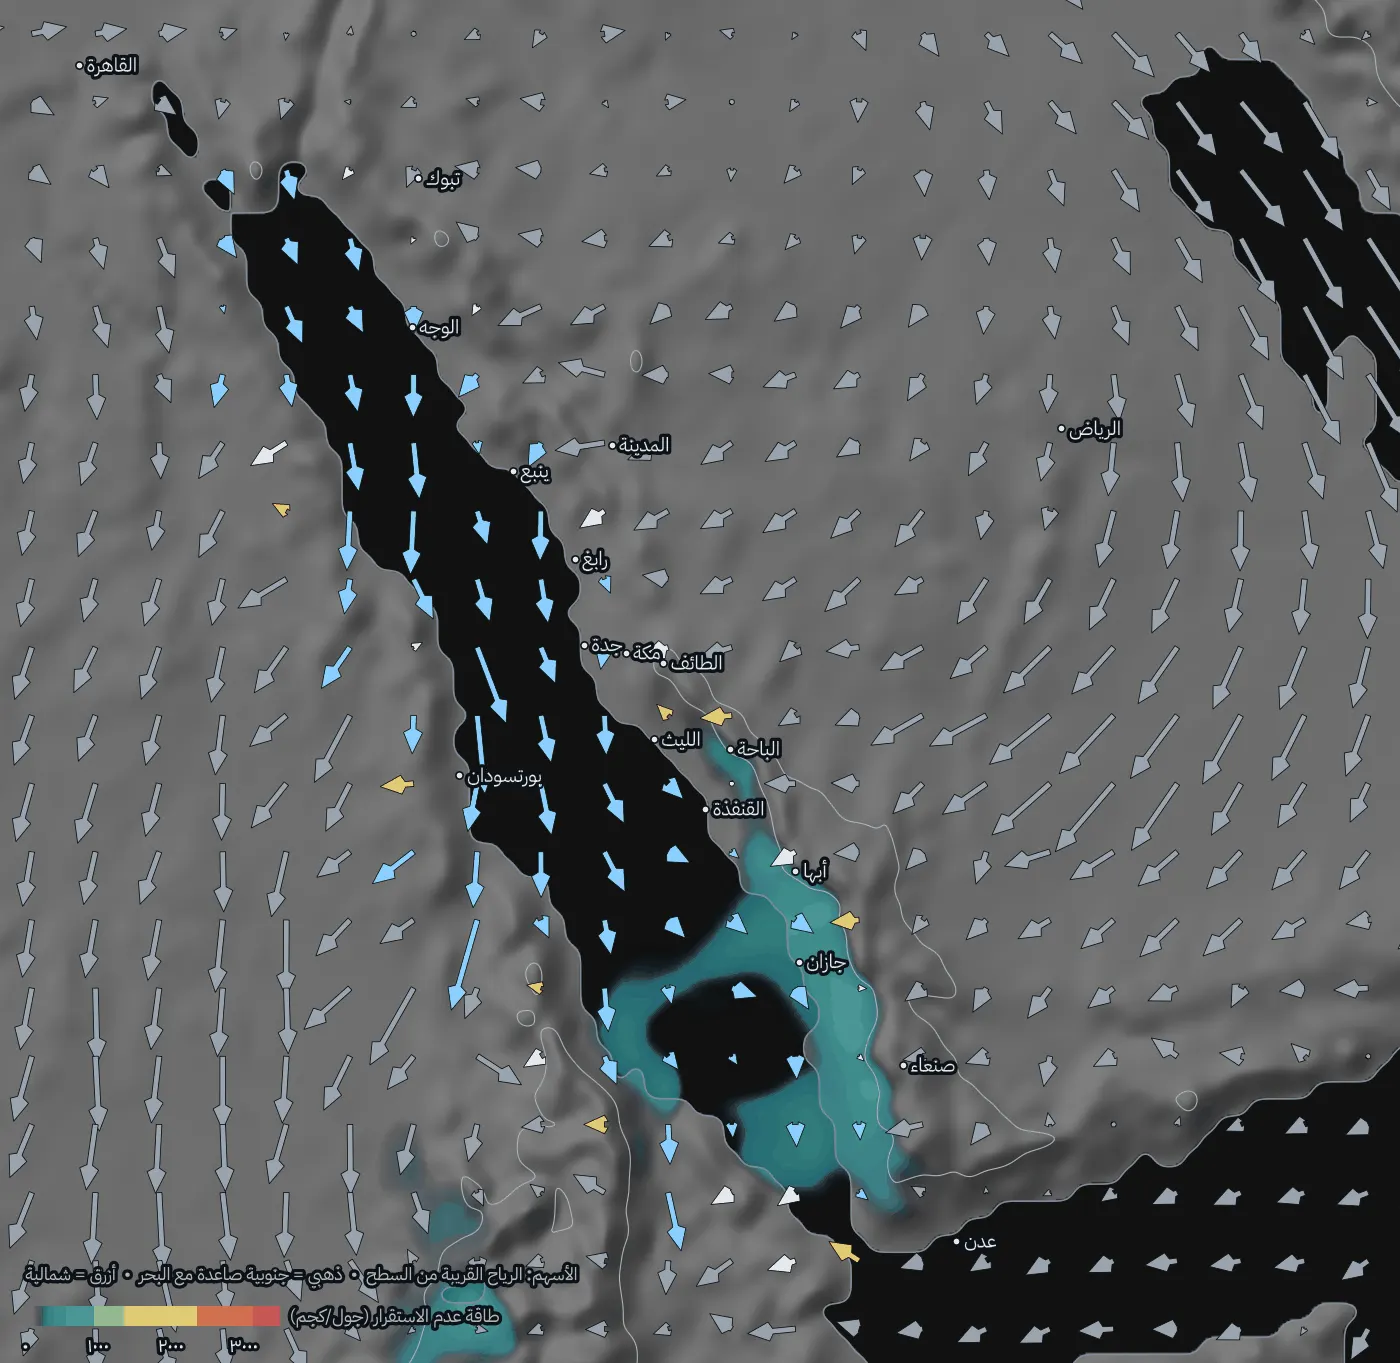 القاهرة
تبوك
الوجه
الرياض
المدينة
ينبع
رابغ
جدة
مكة
الطائف
الليث
الباحة
بورتسودان
القنفذة
أبها
جازان
صنعاء
عدن
الأسهم: الرياح القريبة من السطح • ذهبي = جنوبية صاعدة مع البحر • أزرق = شمالية
طاقة عدم الاستقرار (جول/كجم)
٠ ١٠٠٠ ٢٠٠٠ ٣٠٠٠